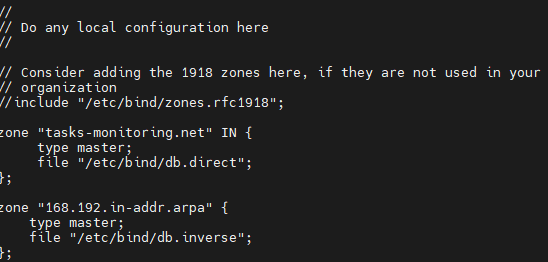 //
// Do any local configuration here
//
// Consider adding the 1918 zones here, if they are not used in your
// organization
//include "/etc/bind/zones.rfc1918";
zone "tasks-monitoring.net" IN {
type master;
file "/etc/bind/db.direct";
};
zone "168.192.in-addr.arpa" {
type master;
file "/etc/bind/db.inverse";
};